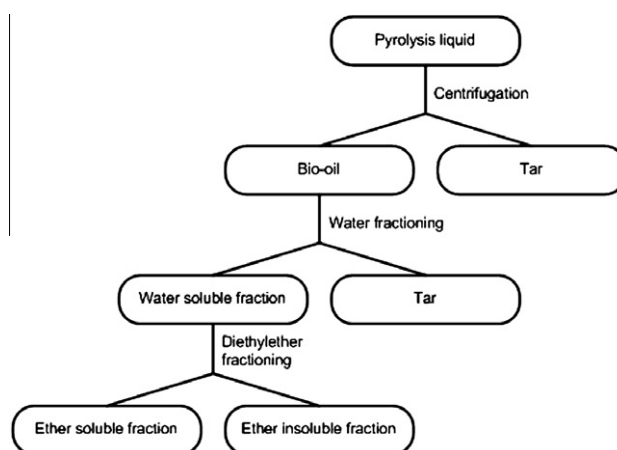 Pyrolysis liquid
Centrifugation
Bio-oil
Tar
Water fractioning
Water soluble fraction
Tar
Diethylether
fractioning
Ether soluble fraction
Ether insoluble fraction